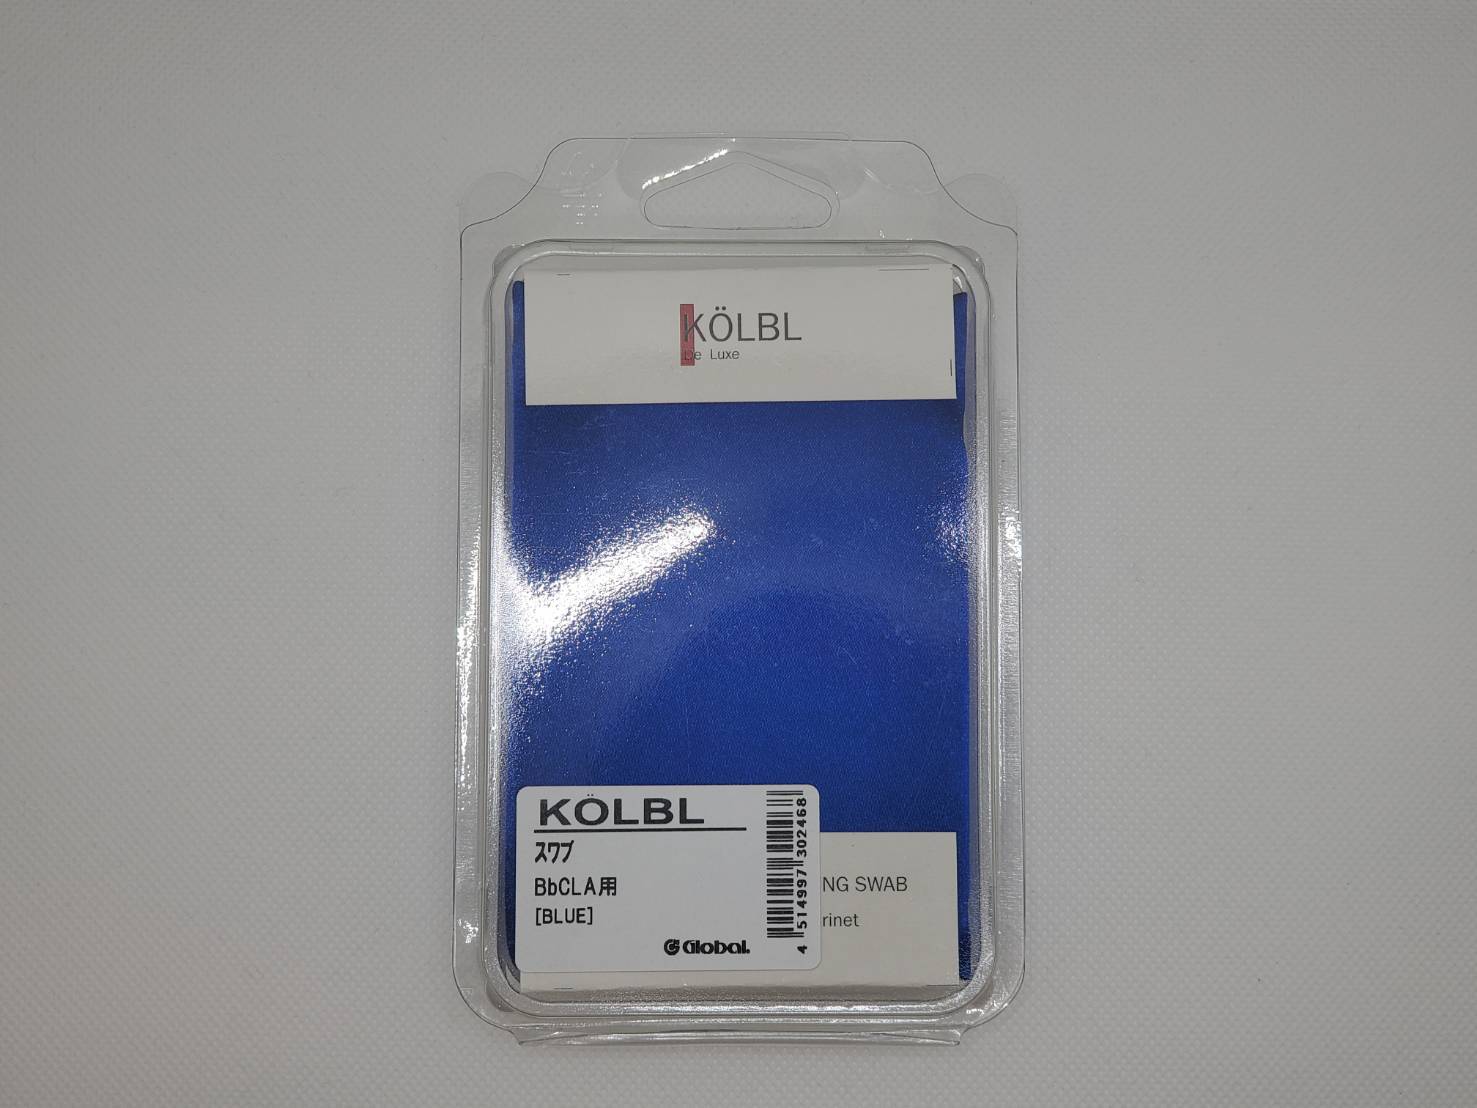 KÖLBL
De Luxe
KÖLBL
スワブ
BbCLA用
[BLUE]
Global.
4 514997 302468
NG SWAB
rinet